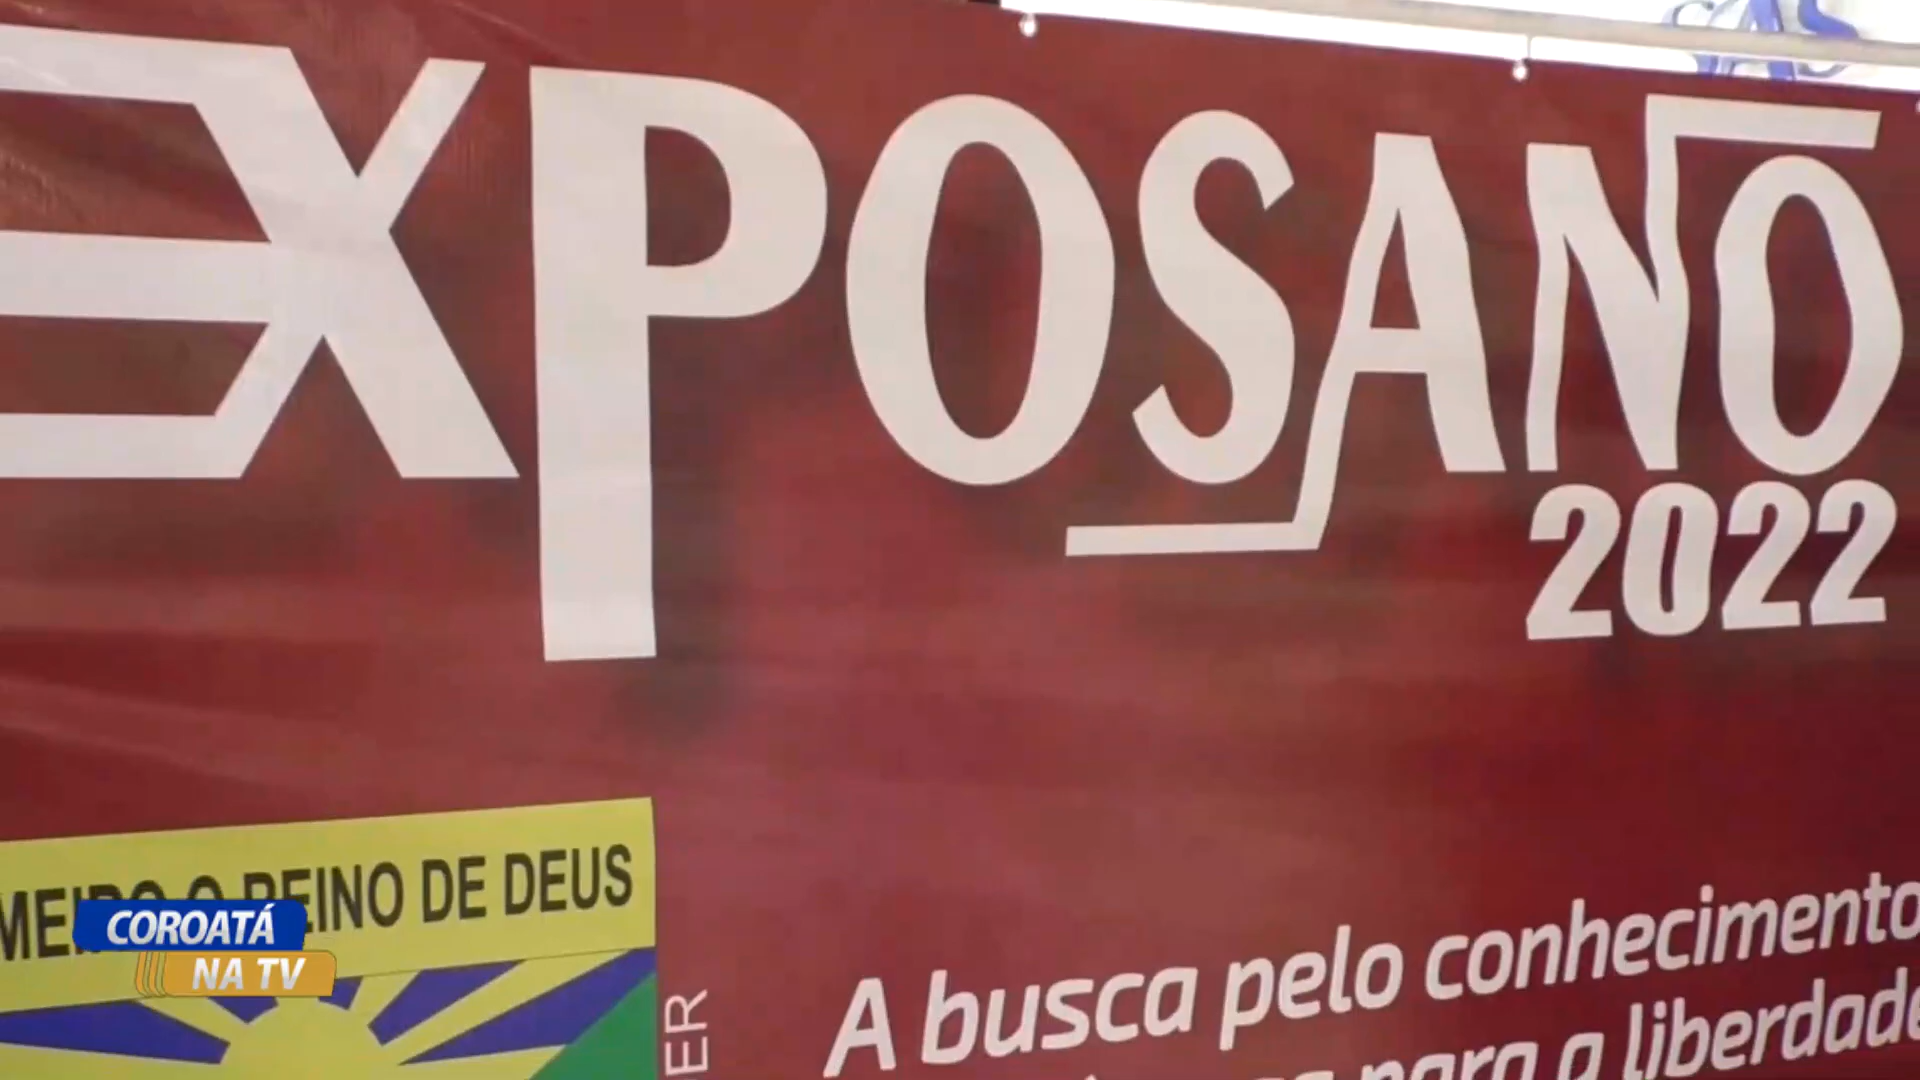 EXPOSANO
2022
REINO DE DEUS
COROATÁ
NA TV
A busca pelo conhecimento
para a liberdade